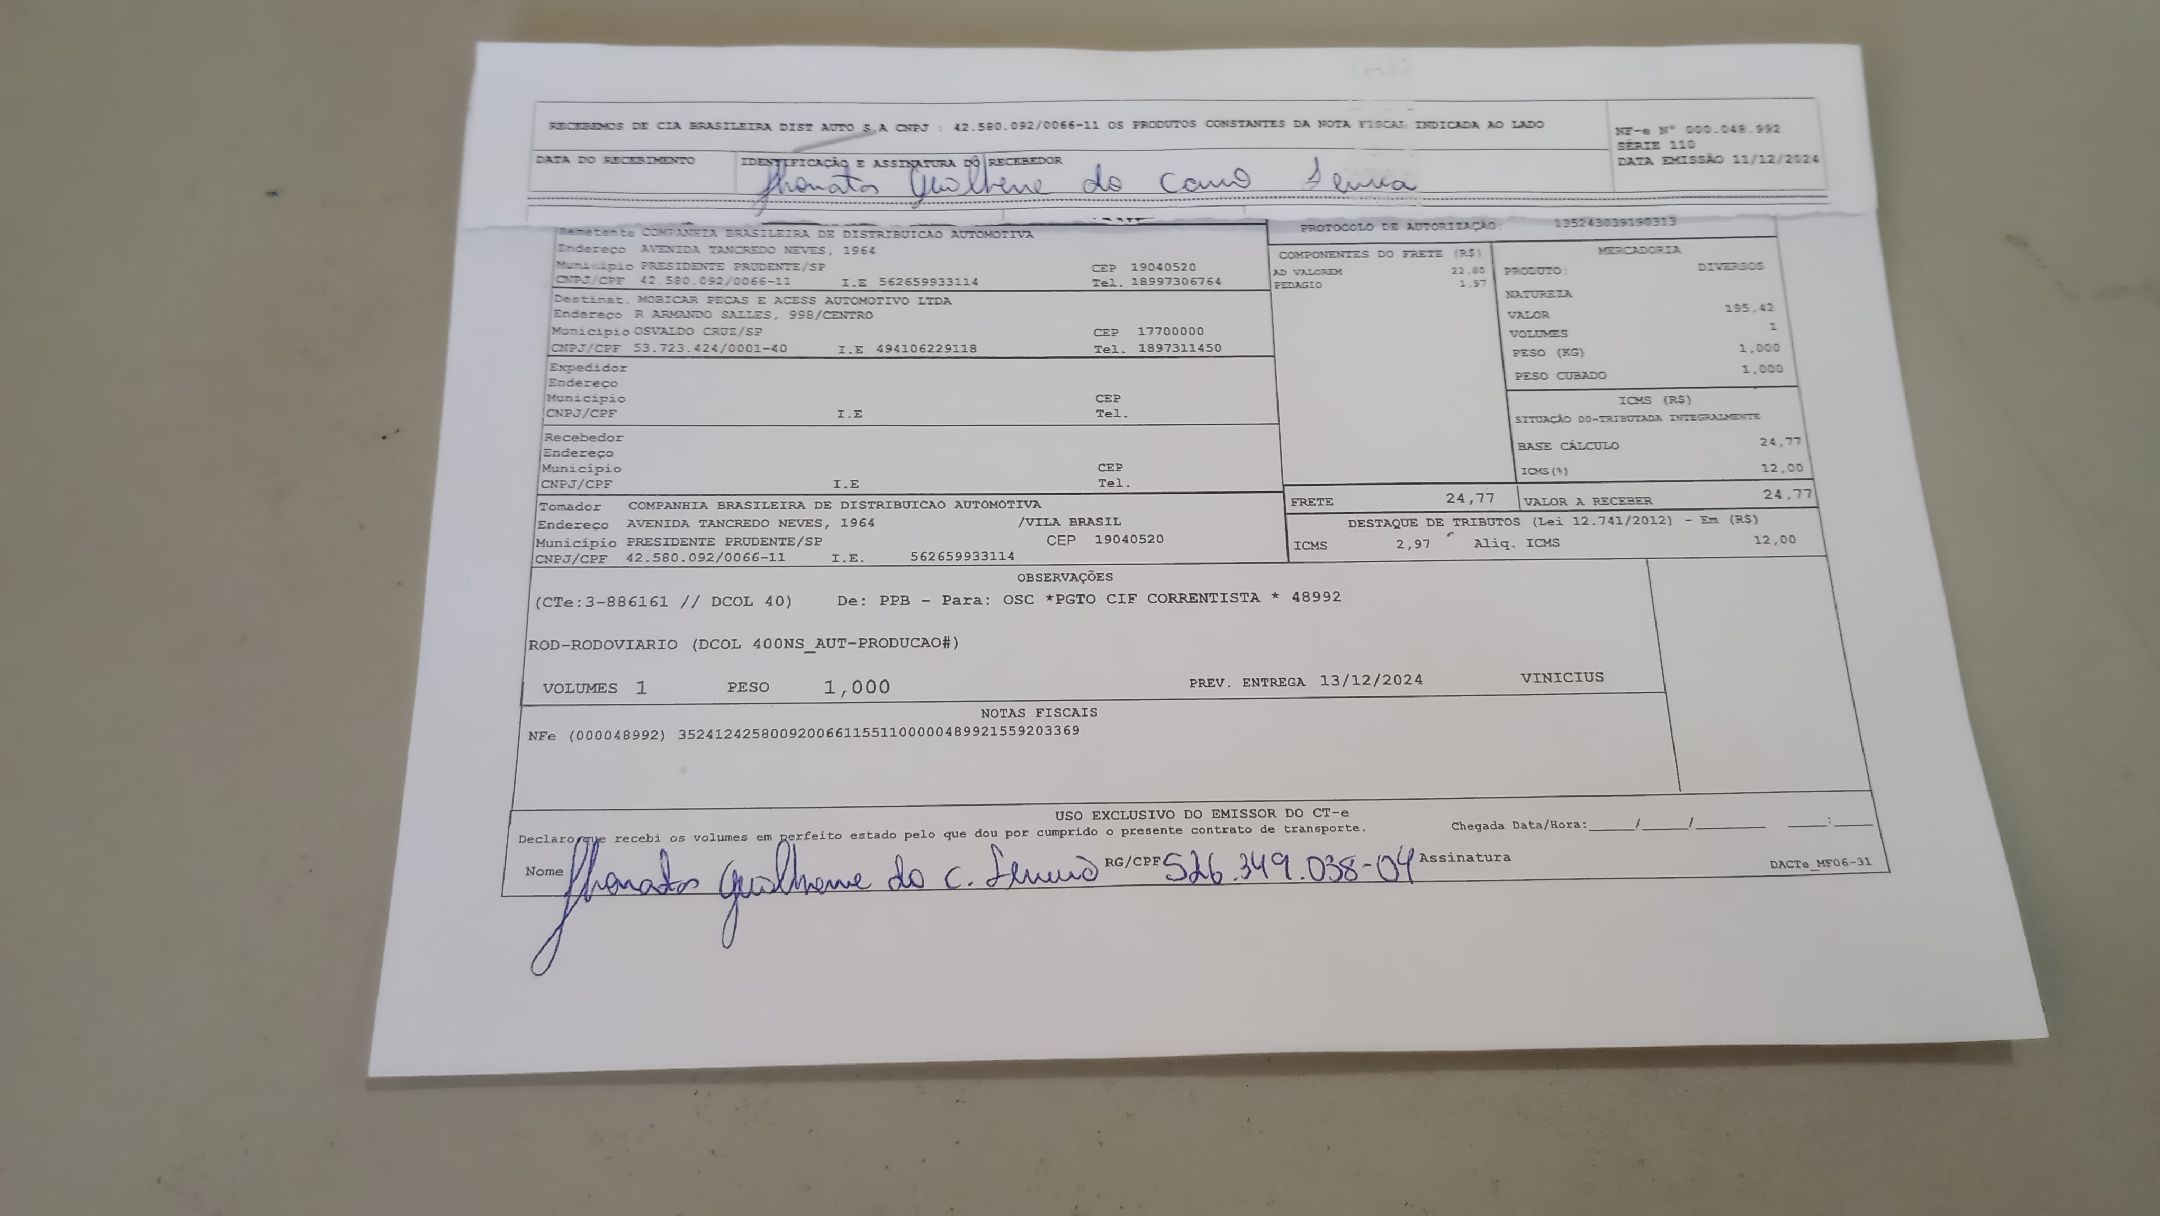 RECEBEMOS DE CIA BRASILEIRA DIST AUTO S.A CNPJ : 42.580.092/0066-11 OS PRODUTOS CONSTANTES DA NOTA FISCAL INDICADA AO LADO
NF-e Nº 000.048.992
SÉRIE 110
DATA EMISSÃO 11/12/2024
DATA DO RECEBIMENTO
IDENTIFICAÇÃO E ASSINATURA DO RECEBEDOR
Jhonatas Guilherme do
Remetente COMPANHIA BRASILEIRA DE DISTRIBUICAO AUTOMOTIVA
Endereço AVENIDA TANCREDO NEVES, 1964
Município PRESIDENTE PRUDENTE/SP CEP 19040520
CNPJ/CPF 42.580.092/0066-11 I.E 562659933114 Tel. 18997306764
Destinat. MOBICAR PECAS E ACESS AUTOMOTIVO LTDA
Endereço R ARMANDO SALLES, 998/CENTRO
Município OSVALDO CRUZ/SP CEP 17700000
CNPJ/CPF 53.723.424/0001-40 I.E 494106229118 Tel. 1897311450
Expedidor
Endereço
Município CEP
CNPJ/CPF I.E Tel.
Recebedor
Endereço
Município CEP
CNPJ/CPF I.E Tel.
Tomador COMPANHIA BRASILEIRA DE DISTRIBUICAO AUTOMOTIVA
Endereço AVENIDA TANCREDO NEVES, 1964 /VILA BRASIL
Município PRESIDENTE PRUDENTE/SP CEP 19040520
CNPJ/CPF 42.580.092/0066-11 I.E. 562659933114
PROTOCOLO DE AUTORIZAÇÃO: 135243039190313
COMPONENTES DO FRETE (R$)
AD VALOREM 22,80
PEDAGIO 1,97
MERCADORIA
PRODUTO: DIVERSOS
NATUREZA
VALOR 195,42
VOLUMES 1
PESO (KG) 1,000
PESO CUBADO 1,000
ICMS (R$)
SITUAÇÃO 00-TRIBUTADA INTEGRALMENTE
BASE CÁLCULO 24,77
ICMS(%) 12,00
FRETE 24,77 VALOR A RECEBER 24,77
DESTAQUE DE TRIBUTOS (Lei 12.741/2012) - Em (R$)
ICMS 2,97 Aliq. ICMS 12,00
OBSERVAÇÕES
(CTe:3-886161 // DCOL 40) De: PPB - Para: OSC *PGTO CIF CORRENTISTA * 48992
ROD-RODOVIARIO (DCOL 400NS_AUT-PRODUCAO#)
VOLUMES 1 PESO 1,000 PREV. ENTREGA 13/12/2024 VINICIUS
NOTAS FISCAIS
NFe (000048992) 35241242580092006611551100000489921559203369
USO EXCLUSIVO DO EMISSOR DO CT-e
Declaro que recebi os volumes em perfeito estado pelo que dou por cumprido o presente contrato de transporte. Chegada Data/Hora:_____/_____/_______ ____:____
Nome Jhonatas Guilherme do C. RG/CPF 526.349.038-04 Assinatura
DACTe_MF06-31